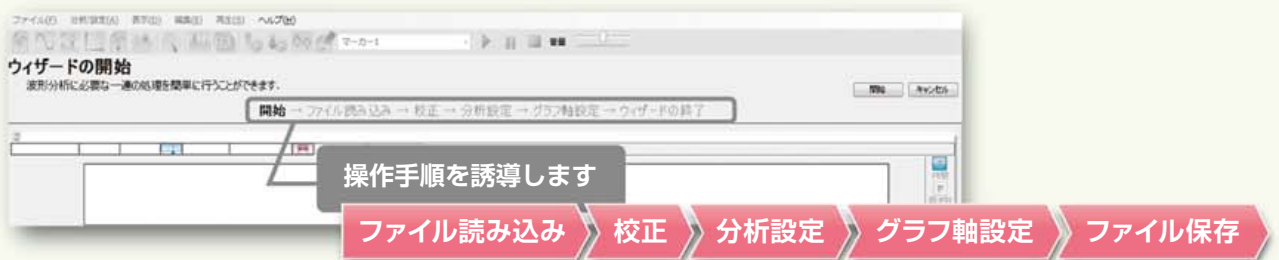 ファイル(F) 分析/設定(A) 表示(D) 編集(E) 再生(S) ヘルプ(H)
マーカー1
ウィザードの開始
波形分析に必要な一連の処理を簡単に行うことができます。
開始 キャンセル
開始 → ファイル読み込み → 校正 → 分析設定 → グラフ軸設定 → ウィザードの終了
操作手順を誘導します
ファイル読み込み 校正 分析設定 グラフ軸設定 ファイル保存